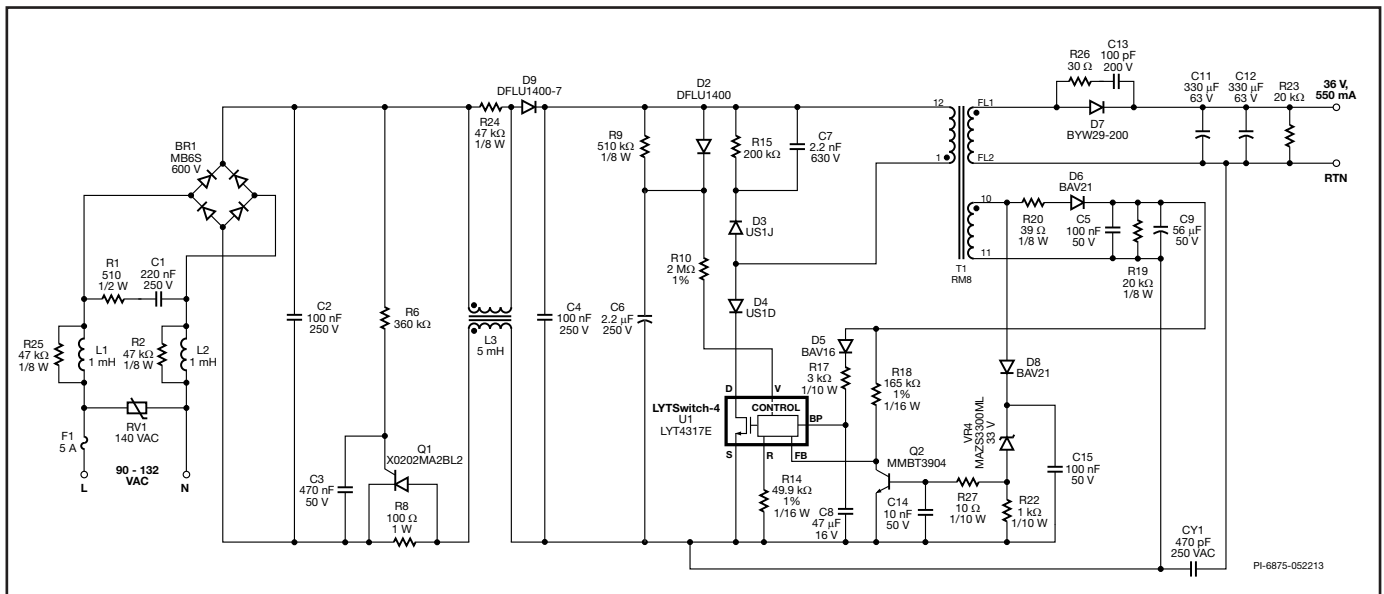 R26
30 Ω
C13
100 pF
200 V
C11
330 µF
63 V
C12
330 µF
63 V
R23
20 kΩ
36 V,
550 mA
D9
DFLU1400-7
D2
DFLU1400
12
FL1
D7
BYW29-200
R24
47 kΩ
1/8 W
R9
510 kΩ
1/8 W
R15
200 kΩ
C7
2.2 nF
630 V
BR1
MB6S
600 V
1
FL2
RTN
D6
BAV21
10
R20
39 Ω
1/8 W
C5
100 nF
50 V
C9
56 µF
50 V
D3
US1J
R10
2 MΩ
1%
11
T1
RM8
R19
20 kΩ
1/8 W
R1
510
1/2 W
C1
220 nF
250 V
C2
100 nF
250 V
R6
360 kΩ
C4
100 nF
250 V
C6
2.2 µF
250 V
D4
US1D
L3
5 mH
R25
47 kΩ
1/8 W
L1
1 mH
R2
47 kΩ
1/8 W
L2
1 mH
D5
BAV16
R17
3 kΩ
1/10 W
R18
165 kΩ
1%
1/16 W
D8
BAV21
D
V
LYTSwitch-4
U1
LYT4317E
CONTROL
BP
S
R
FB
RV1
140 VAC
F1
5 A
90 - 132
VAC
L
N
Q1
X0202MA2BL2
C3
470 nF
50 V
R8
100 Ω
1 W
R14
49.9 kΩ
1%
1/16 W
C8
47 µF
16 V
Q2
MMBT3904
C14
10 nF
50 V
R27
10 Ω
1/10 W
VR4
MAZS3300ML
33 V
R22
1 kΩ
1/10 W
C15
100 nF
50 V
CY1
470 pF
250 VAC
PI-6875-052213